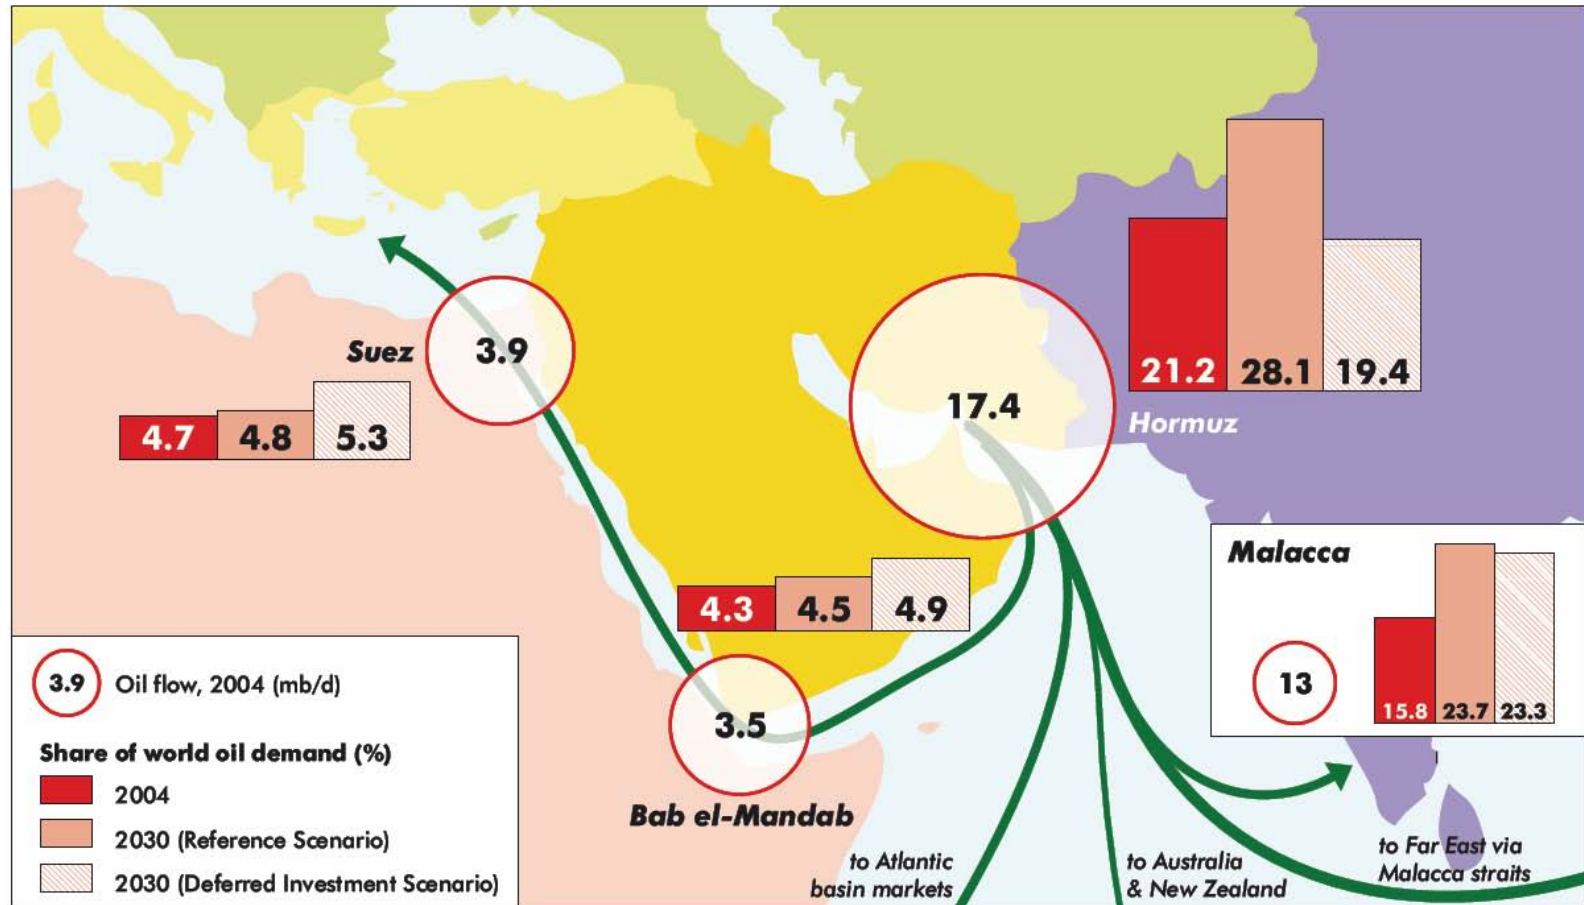 Suez
3.9
4.7
4.8
5.3
17.4
21.2
28.1
19.4
Hormuz
4.3
4.5
4.9
3.5
Bab el-Mandab
Malacca
13
15.8
23.7
23.3
3.9
Oil flow, 2004 (mb/d)
Share of world oil demand (%)
2004
2030 (Reference Scenario)
2030 (Deferred Investment Scenario)
to Atlantic
basin markets
to Australia
& New Zealand
to Far East via
Malacca straits